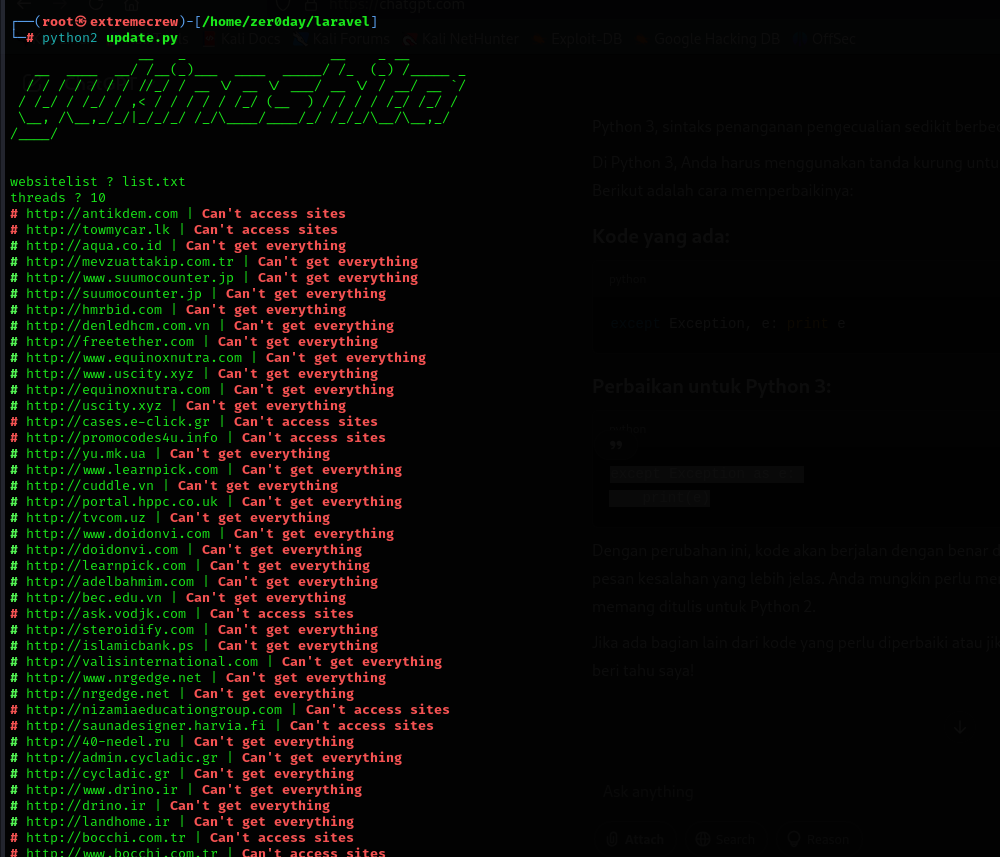 https://chatgpt.com
┌──(root㉿extremecrew)-[/home/zer0day/laravel]
└─# python2 update.py
Kali Docs Kali Forums Kali NetHunter Exploit-DB Google Hacking DB OffSec
yukinoshita
websitelist ? list.txt
threads ? 10
# http://antikdem.com | Can't access sites
# http://towmycar.lk | Can't access sites
# http://aqua.co.id | Can't get everything
# http://mevzuattakip.com.tr | Can't get everything
# http://www.suumocounter.jp | Can't get everything
# http://suumocounter.jp | Can't get everything
# http://hmrbid.com | Can't get everything
# http://denledhcm.com.vn | Can't get everything
# http://freetether.com | Can't get everything
# http://www.equinoxnutra.com | Can't get everything
# http://www.uscity.xyz | Can't get everything
# http://equinoxnutra.com | Can't get everything
# http://uscity.xyz | Can't get everything
# http://cases.e-click.gr | Can't access sites
# http://promocodes4u.info | Can't access sites
# http://yu.mk.ua | Can't get everything
# http://www.learnpick.com | Can't get everything
# http://cuddle.vn | Can't get everything
# http://portal.hppc.co.uk | Can't get everything
# http://tvcom.uz | Can't get everything
# http://www.doidonvi.com | Can't get everything
# http://doidonvi.com | Can't get everything
# http://learnpick.com | Can't get everything
# http://adelbahmim.com | Can't get everything
# http://bec.edu.vn | Can't get everything
# http://ask.vodjk.com | Can't access sites
# http://steroidify.com | Can't get everything
# http://islamicbank.ps | Can't get everything
# http://valisinternational.com | Can't get everything
# http://www.nrgedge.net | Can't get everything
# http://nrgedge.net | Can't get everything
# http://nizamiaeducationgroup.com | Can't access sites
# http://saunadesigner.harvia.fi | Can't access sites
# http://40-nedel.ru | Can't get everything
# http://admin.cycladic.gr | Can't get everything
# http://cycladic.gr | Can't get everything
# http://www.drino.ir | Can't get everything
# http://drino.ir | Can't get everything
# http://landhome.ir | Can't get everything
# http://bocchi.com.tr | Can't access sites
# http://www.bocchi.com.tr | Can't access sites
Python 3, sintaks penanganan pengecualian sedikit
Di Python 3, Anda harus menggunakan tanda kurung
Berikut adalah cara memperbaikinya:
Kode yang ada:
python
except Exception, e: print e
Perbaikan untuk Python 3:
python
Dengan perubahan ini, kode akan berjalan dengan benar
pesan kesalahan yang lebih jelas. Anda mungkin perlu
memang ditulis untuk Python 2.
Jika ada bagian lain dari kode yang perlu diperbaiki atau
beri tahu saya!
Ask anything
Attach Search Reason